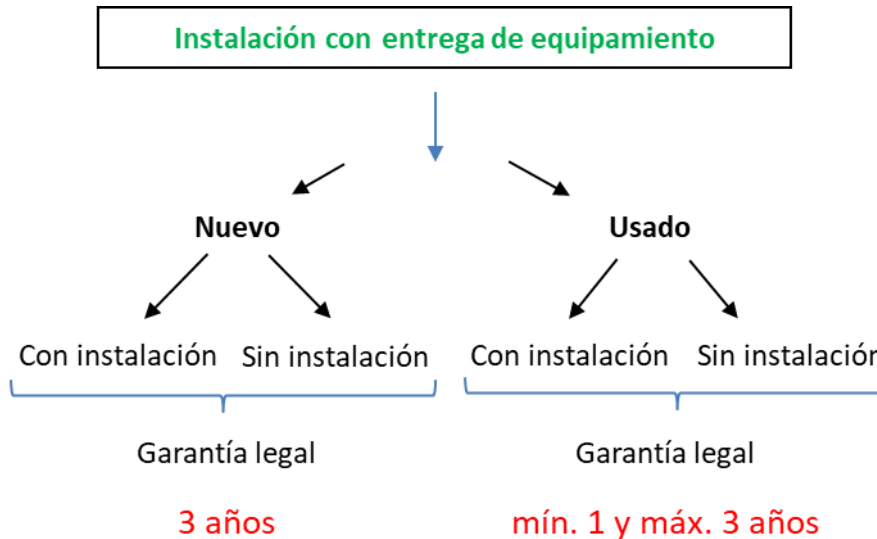 Instalación con entrega de equipamiento
Nuevo
Usado
Con instalación
Sin instalación
Con instalación
Sin instalación
Garantía legal
Garantía legal
3 años
mín. 1 y máx. 3 años